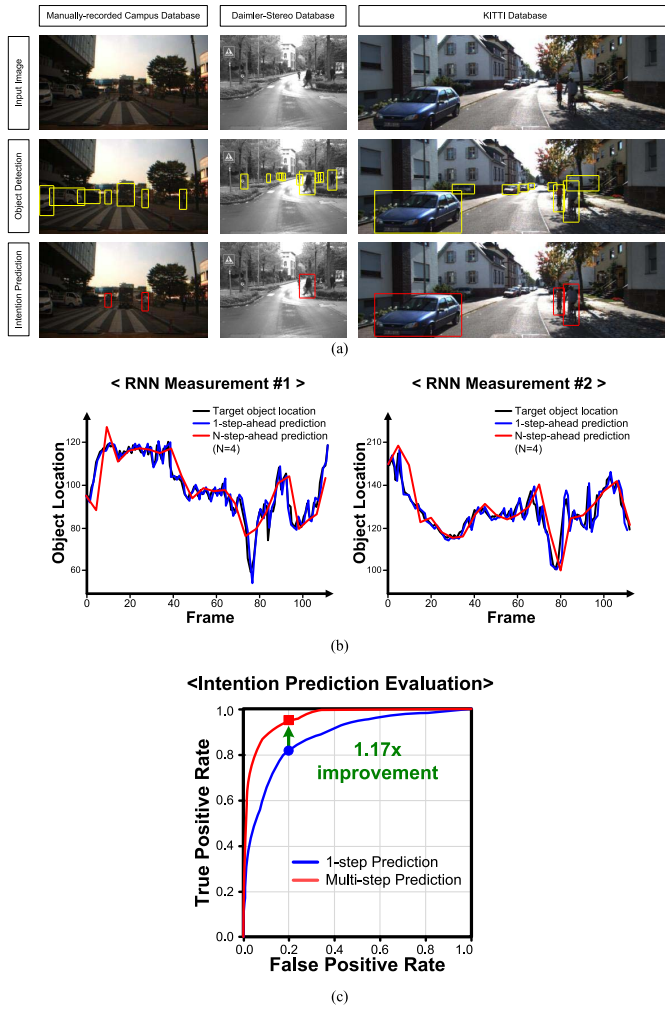 Manually-recorded Campus Database
Daimler-Stereo Database
KITTI Database
Input Image
Object Detection
Intention Prediction
(a)
< RNN Measurement #1 >
Target object location
1-step-ahead prediction
N-step-ahead prediction
(N=4)
120
100
80
60
0 20 40 60 80 100
Object Location
Frame
< RNN Measurement #2 >
Target object location
1-step-ahead prediction
N-step-ahead prediction
(N=4)
210
140
120
100
0 20 40 60 80 100
Object Location
Frame
(b)
<Intention Prediction Evaluation>
1.0
0.8
0.6
0.4
0.2
0.0
0.0 0.2 0.4 0.6 0.8 1.0
True Positive Rate
False Positive Rate
1.17x
improvement
1-step Prediction
Multi-step Prediction
(c)